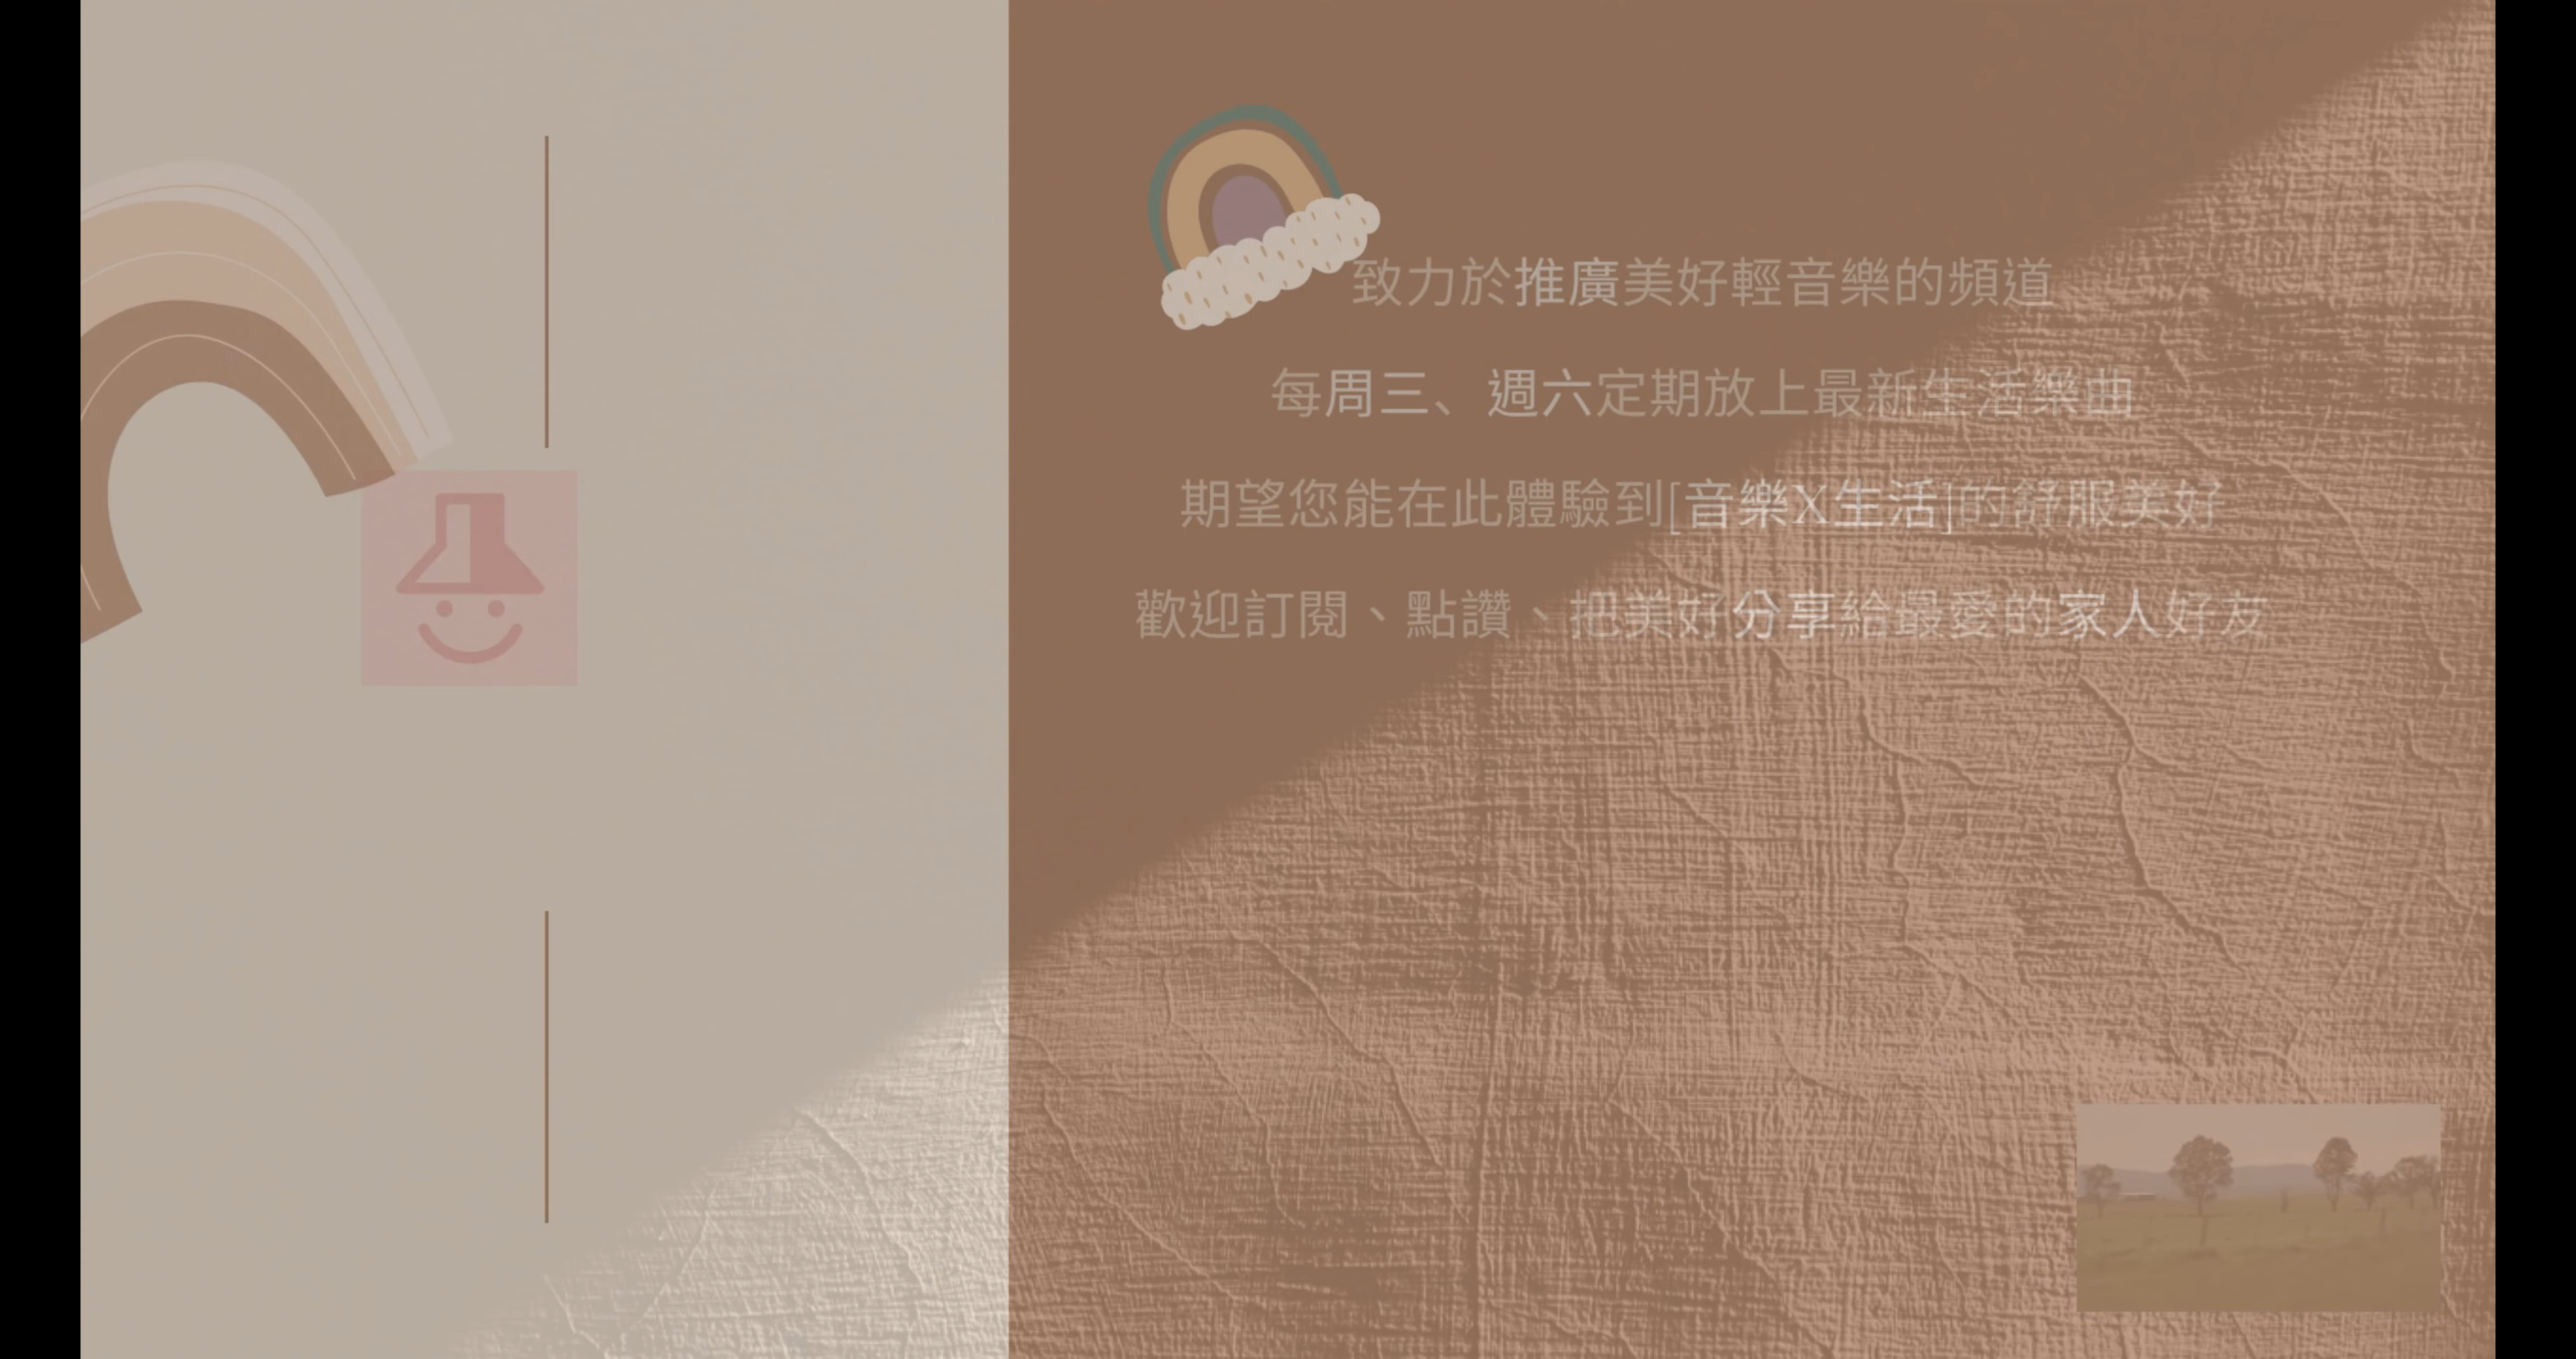 致力於推廣美好輕音樂的頻道
每周三、週六定期放上最新生活樂曲
期望您能在此體驗到[音樂X生活]的舒服美好
歡迎訂閱、點讚、把美好分享給最愛的家人好友